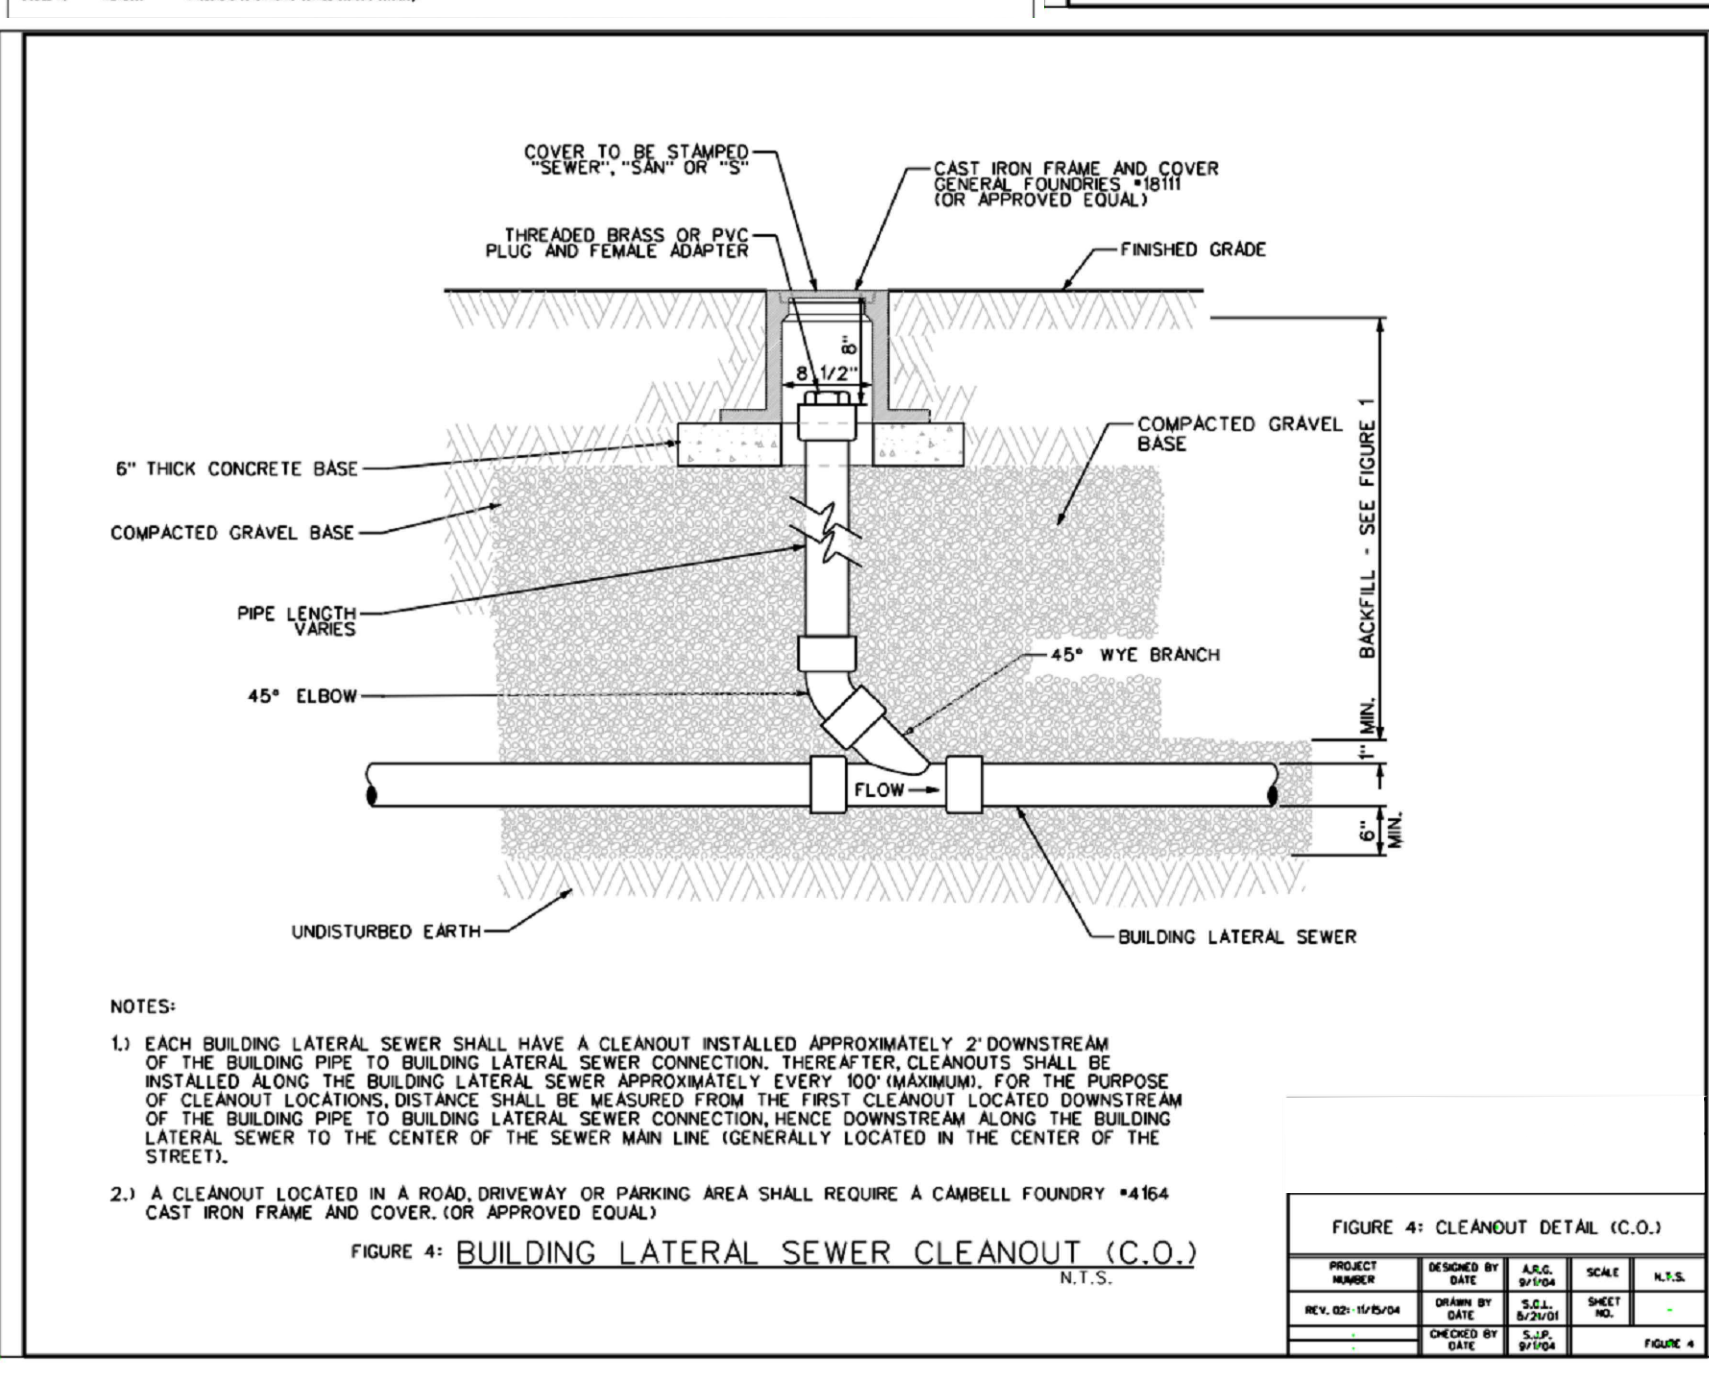 COVER TO BE STAMPED
"SEWER", "SAN" OR "S"
CAST IRON FRAME AND COVER
GENERAL FOUNDRIES #18111
(OR APPROVED EQUAL)
THREADED BRASS OR PVC
PLUG AND FEMALE ADAPTER
FINISHED GRADE
8"
8 1/2"
COMPACTED GRAVEL
BASE
6" THICK CONCRETE BASE
COMPACTED GRAVEL BASE
PIPE LENGTH
VARIES
45° WYE BRANCH
45° ELBOW
BACKFILL - SEE FIGURE 1
1" MIN.
FLOW
6"
MIN.
UNDISTURBED EARTH
BUILDING LATERAL SEWER
NOTES:
1.) EACH BUILDING LATERAL SEWER SHALL HAVE A CLEANOUT INSTALLED APPROXIMATELY 2' DOWNSTREAM
OF THE BUILDING PIPE TO BUILDING LATERAL SEWER CONNECTION. THEREAFTER, CLEANOUTS SHALL BE
INSTALLED ALONG THE BUILDING LATERAL SEWER APPROXIMATELY EVERY 100' (MAXIMUM). FOR THE PURPOSE
OF CLEANOUT LOCATIONS, DISTANCE SHALL BE MEASURED FROM THE FIRST CLEANOUT LOCATED DOWNSTREAM
OF THE BUILDING PIPE TO BUILDING LATERAL SEWER CONNECTION, HENCE DOWNSTREAM ALONG THE BUILDING
LATERAL SEWER TO THE CENTER OF THE SEWER MAIN LINE (GENERALLY LOCATED IN THE CENTER OF THE
STREET).
2.) A CLEANOUT LOCATED IN A ROAD, DRIVEWAY OR PARKING AREA SHALL REQUIRE A CAMBELL FOUNDRY #4164
CAST IRON FRAME AND COVER. (OR APPROVED EQUAL)
FIGURE 4: BUILDING LATERAL SEWER CLEANOUT (C.O.)
N.T.S.
FIGURE 4: CLEANOUT DETAIL (C.O.)
PROJECT
NUMBER
DESIGNED BY
DATE
A.R.G.
9/1/04
SCALE
N.T.S.
REV. 02: 11/15/04
DRAWN BY
DATE
S.C.L.
SHEET
NO.
-
CHECKED BY
DATE
S.J.P.
9/1/04
FIGURE 4